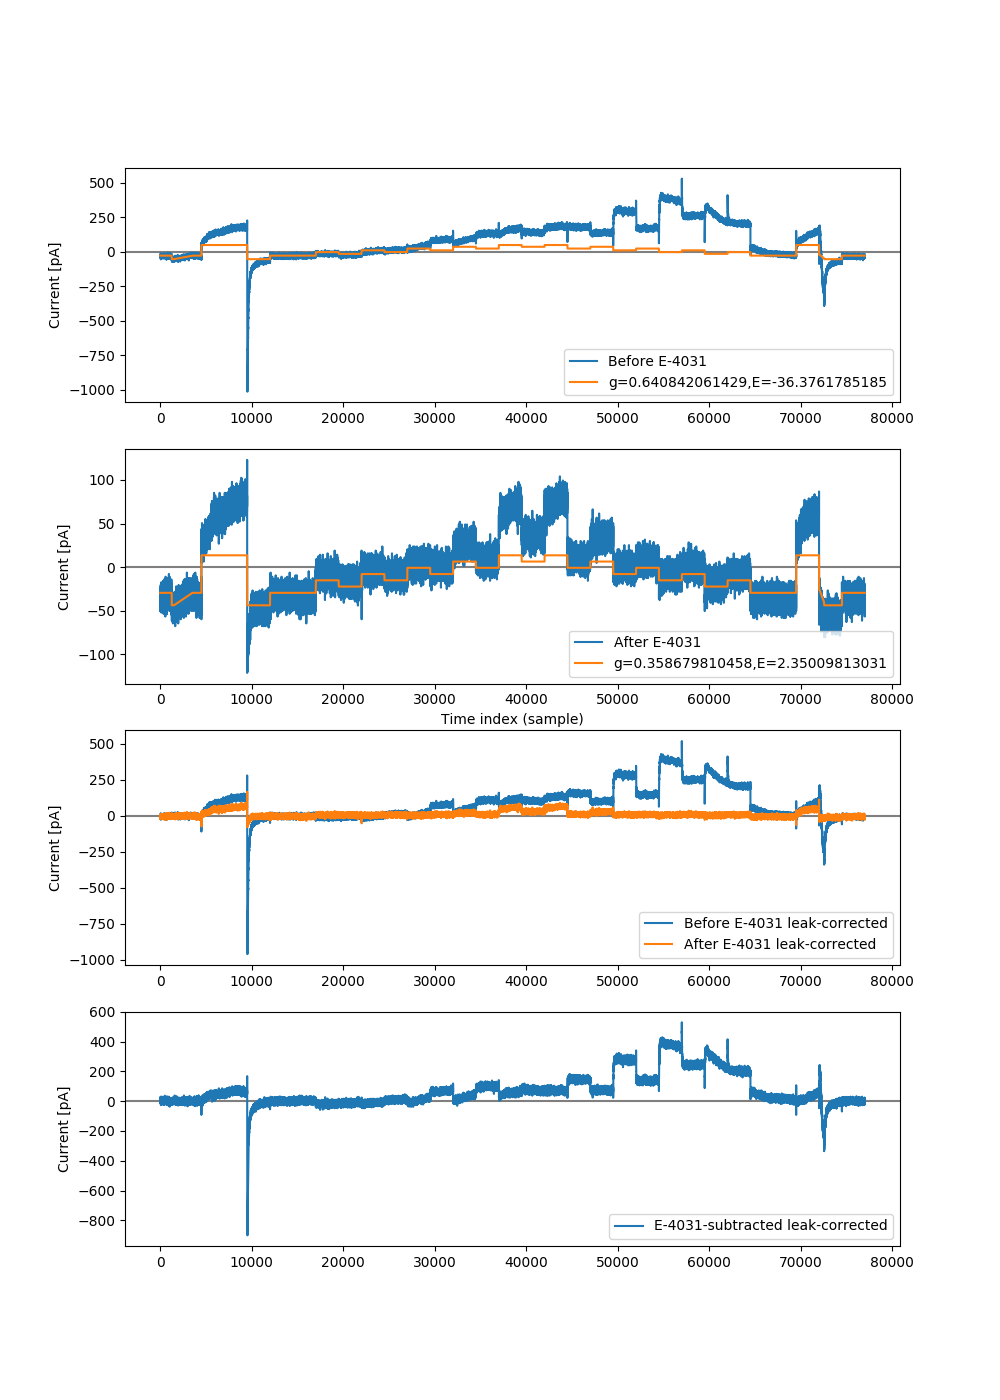 500
250
0
−250
−500
−750
−1000
Current [pA]
Before E-4031
g=0.640842061429,E=-36.3761785185
0 10000 20000 30000 40000 50000 60000 70000 80000
100
50
0
−50
−100
Current [pA]
After E-4031
g=0.358679810458,E=2.35009813031
0 10000 20000 30000 40000 50000 60000 70000 80000
Time index (sample)
500
250
0
−250
−500
−750
−1000
Current [pA]
Before E-4031 leak-corrected
After E-4031 leak-corrected
0 10000 20000 30000 40000 50000 60000 70000 80000
600
400
200
0
−200
−400
−600
−800
Current [pA]
E-4031-subtracted leak-corrected
0 10000 20000 30000 40000 50000 60000 70000 80000